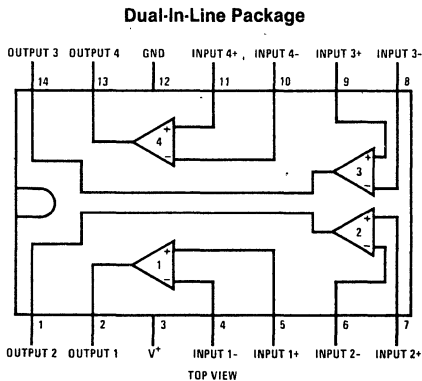 Dual-In-Line Package
OUTPUT 3 OUTPUT 4 GND INPUT 4+ INPUT 4- INPUT 3+ INPUT 3-
14 13 12 11 10 9 8
+
4
-
+
3
-
+
2
-
+
1
-
1 2 3 4 5 6 7
OUTPUT 2 OUTPUT 1 V+ INPUT 1- INPUT 1+ INPUT 2- INPUT 2+
TOP VIEW